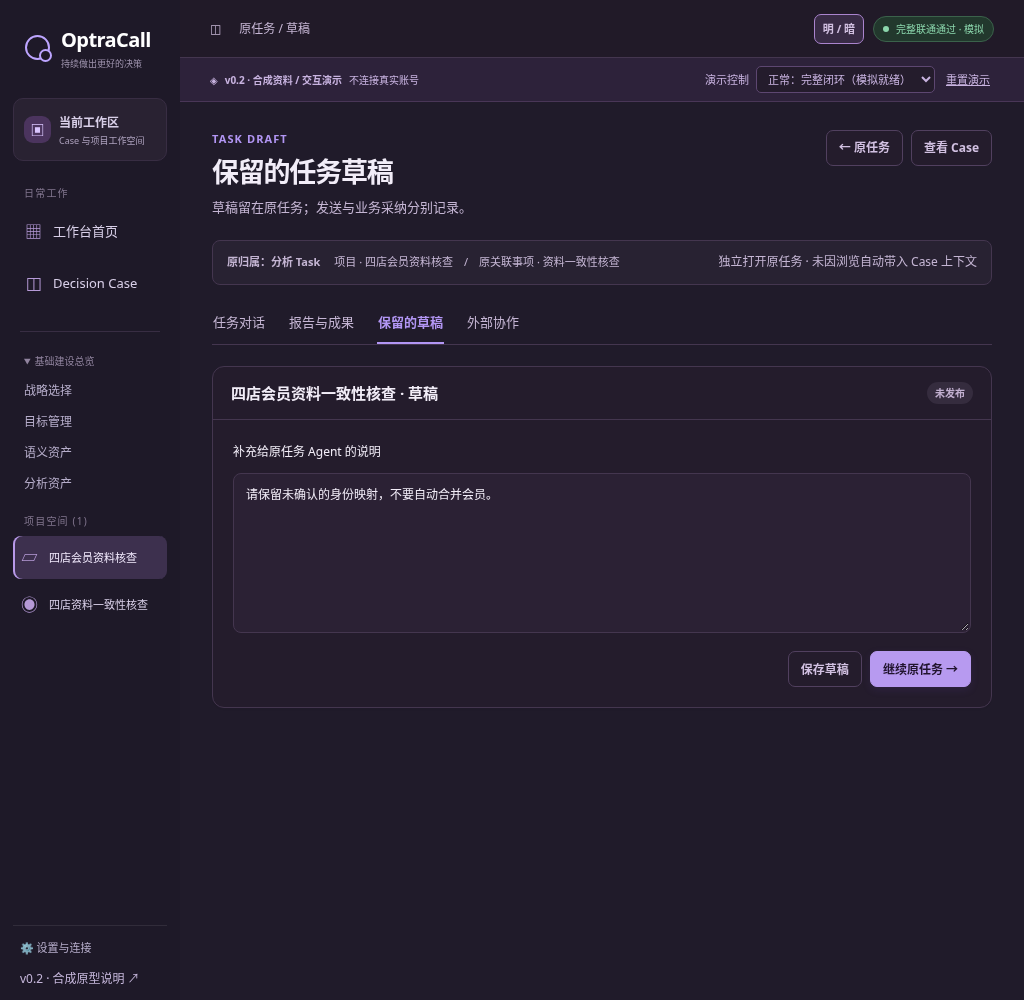 OptraCall
持续做出更好的决策
当前工作区
Case 与项目工作空间
日常工作
工作台首页
Decision Case
▼ 基础建设总览
战略选择
目标管理
语义资产
分析资产
项目空间 (1)
四店会员资料核查
四店资料一致性核查
设置与连接
v0.2 · 合成原型说明 ↗
原任务 / 草稿
明 / 暗
完整联通通过 · 模拟
v0.2 · 合成资料 / 交互演示 不连接真实账号
演示控制
正常：完整闭环（模拟就绪）
重置演示
TASK DRAFT
保留的任务草稿
草稿留在原任务；发送与业务采纳分别记录。
← 原任务
查看 Case
原归属：分析 Task 项目 · 四店会员资料核查 / 原关联事项 · 资料一致性核查
独立打开原任务 · 未因浏览自动带入 Case 上下文
任务对话 报告与成果 保留的草稿 外部协作
四店会员资料一致性核查 · 草稿
未发布
补充给原任务 Agent 的说明
请保留未确认的身份映射，不要自动合并会员。
保存草稿
继续原任务 →